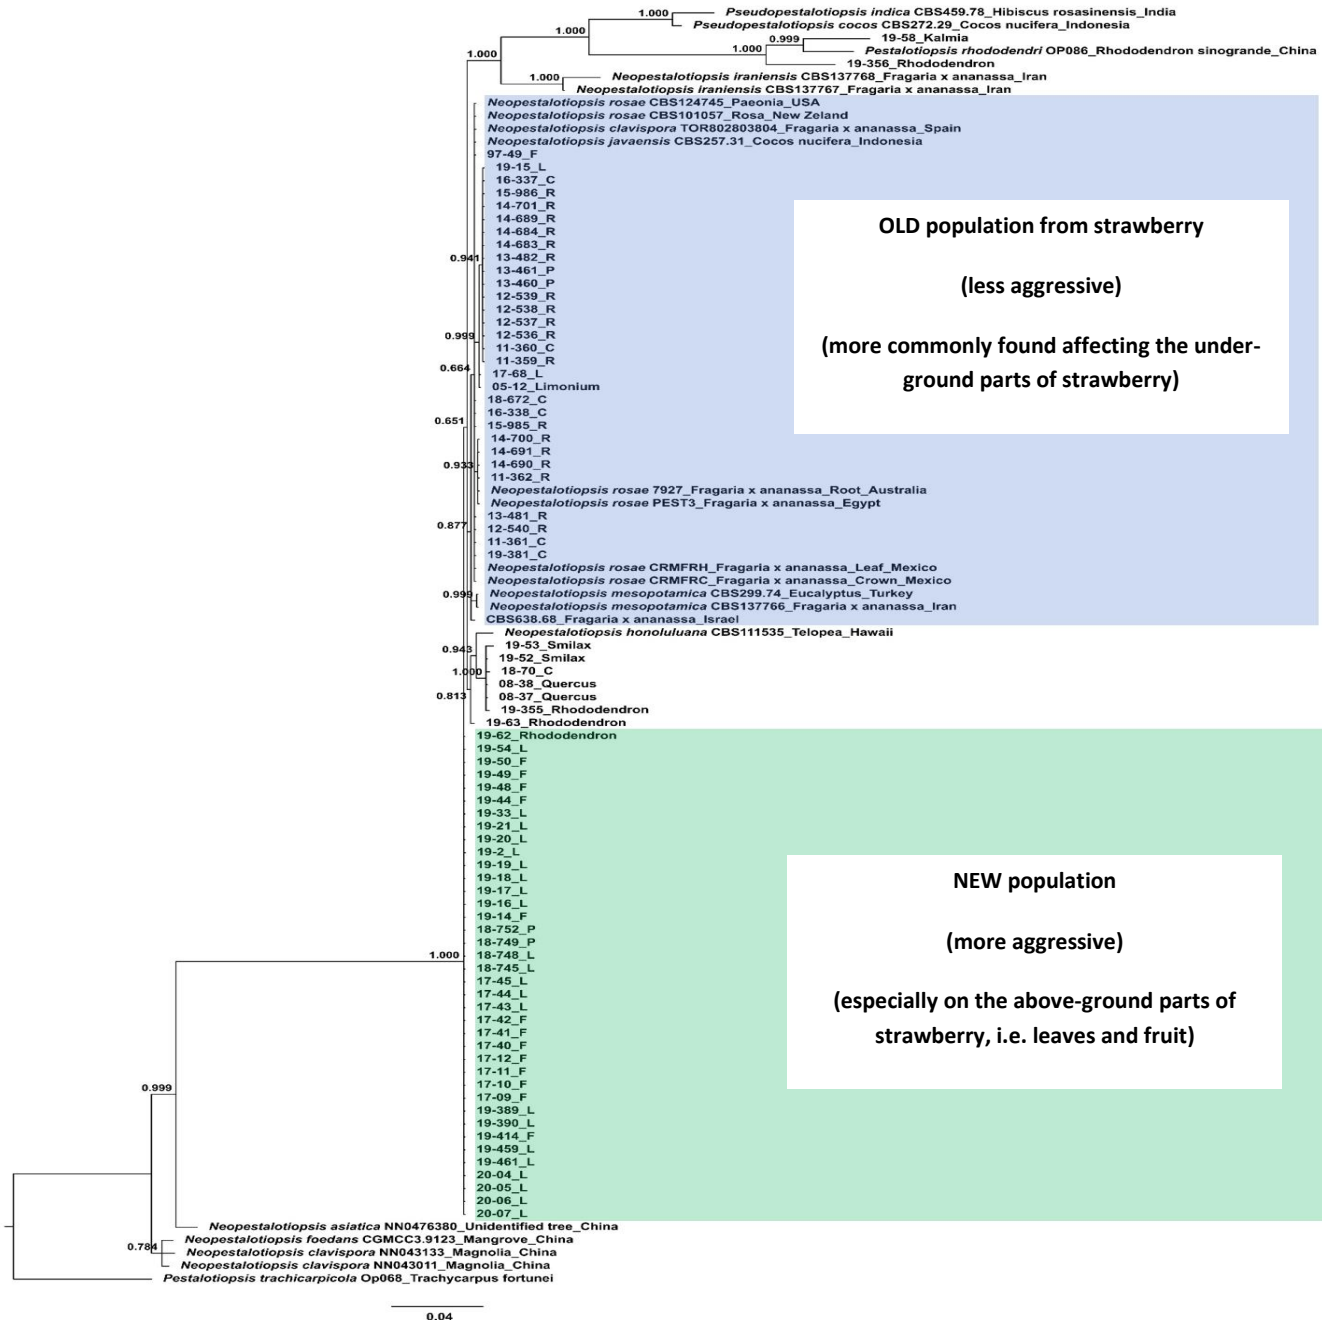 Pseudopestalotiopsis indica CBS459.78_Hibiscus rosasinensis_India
1.000
Pseudopestalotiopsis cocos CBS272.29_Cocos nucifera_Indonesia
1.000
19-58_Kalmia
0.999
1.000
Pestalotiopsis rhododendri OP086_Rhododendron sinogrande_China
1.000
19-356_Rhododendron
Neopestalotiopsis iraniensis CBS137768_Fragaria x ananassa_Iran
1.000
Neopestalotiopsis iraniensis CBS137767_Fragaria x ananassa_Iran
Neopestalotiopsis rosae CBS124745_Paeonia_USA
Neopestalotiopsis rosae CBS101057_Rosa_New Zeland
Neopestalotiopsis clavispora TOR802803804_Fragaria x ananassa_Spain
Neopestalotiopsis javaensis CBS257.31_Cocos nucifera_Indonesia
97-49_F
19-15_L
16-337_C
15-986_R
14-701_R
14-689_R
14-684_R
14-683_R
13-482_R
0.941
13-461_P
13-460_P
12-539_R
12-538_R
12-537_R
12-536_R
0.999
11-360_C
11-359_R
0.664
17-68_L
05-12_Limonium
18-672_C
16-338_C
0.651
15-985_R
14-700_R
14-691_R
14-690_R
0.933
11-362_R
Neopestalotiopsis rosae 7927_Fragaria x ananassa_Root_Australia
Neopestalotiopsis rosae PEST3_Fragaria x ananassa_Egypt
13-481_R
0.877
12-540_R
11-361_C
19-381_C
Neopestalotiopsis rosae CRMFRH_Fragaria x ananassa_Leaf_Mexico
Neopestalotiopsis rosae CRMFRC_Fragaria x ananassa_Crown_Mexico
0.999
Neopestalotiopsis mesopotamica CBS299.74_Eucalyptus_Turkey
Neopestalotiopsis mesopotamica CBS137766_Fragaria x ananassa_Iran
CBS638.68_Fragaria x ananassa_Israel
OLD population from strawberry
(less aggressive)
(more commonly found affecting the under-
ground parts of strawberry)
Neopestalotiopsis honoluluana CBS111535_Telopea_Hawaii
0.943
19-53_Smilax
19-52_Smilax
1.000
18-70_C
08-38_Quercus
0.813
08-37_Quercus
19-355_Rhododendron
19-63_Rhododendron
19-62_Rhododendron
19-54_L
19-50_F
19-49_F
19-48_F
19-44_F
19-33_L
19-21_L
19-20_L
19-2_L
19-19_L
19-18_L
19-17_L
19-16_L
19-14_F
18-752_P
18-749_P
1.000
18-748_L
18-745_L
17-45_L
17-44_L
17-43_L
17-42_F
17-41_F
17-40_F
17-12_F
17-11_F
17-10_F
17-09_F
19-389_L
19-390_L
19-414_F
19-459_L
19-461_L
20-04_L
20-05_L
20-06_L
20-07_L
NEW population
(more aggressive)
(especially on the above-ground parts of
strawberry, i.e. leaves and fruit)
0.999
Neopestalotiopsis asiatica NN0476380_Unidentified tree_China
Neopestalotiopsis foedans CGMCC3.9123_Mangrove_China
0.784
Neopestalotiopsis clavispora NN043133_Magnolia_China
Neopestalotiopsis clavispora NN043011_Magnolia_China
Pestalotiopsis trachicarpicola Op068_Trachycarpus fortunei
0.04